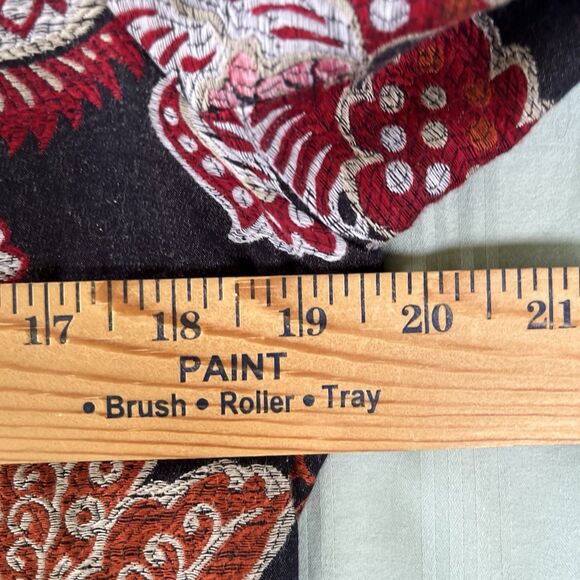 17 18 19 20 21
PAINT
• Brush • Roller • Tray